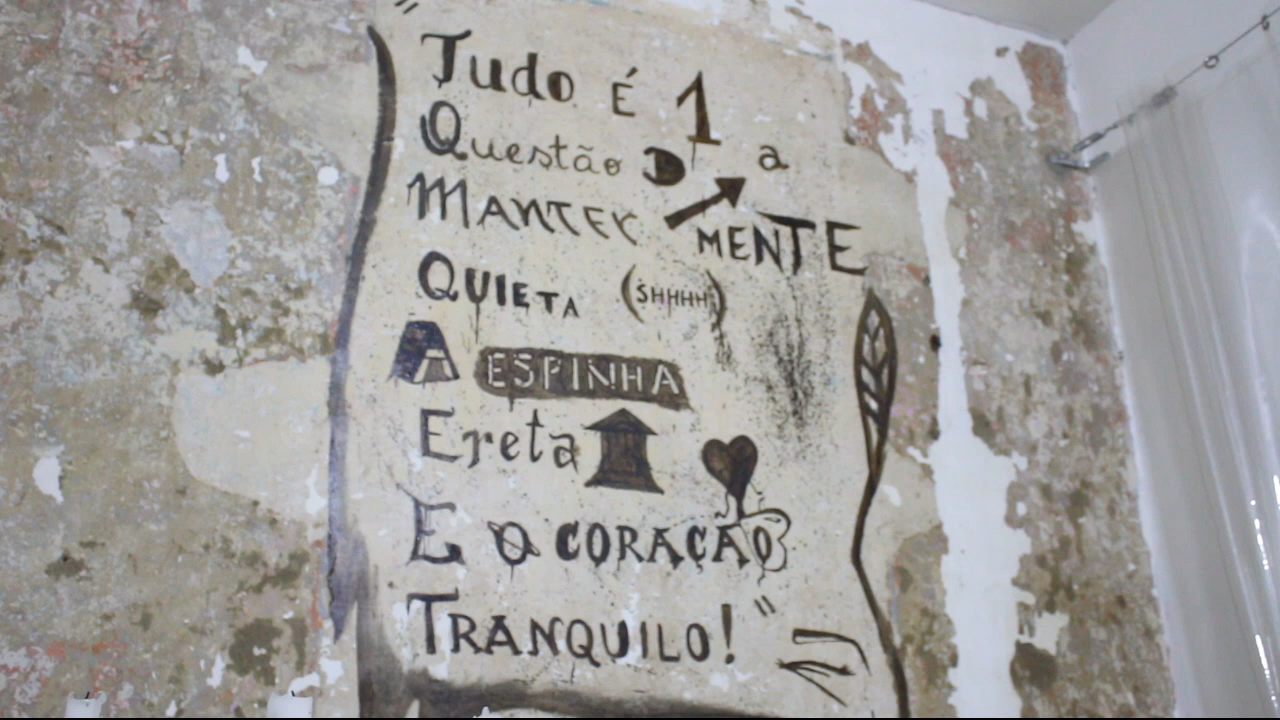 "Tudo É 1
Questão D a
MANTER MENTE
QUIETA (SHHHH)
A ESPINHA
Ereta
E O CORAÇÃO
TRANQUILO!"